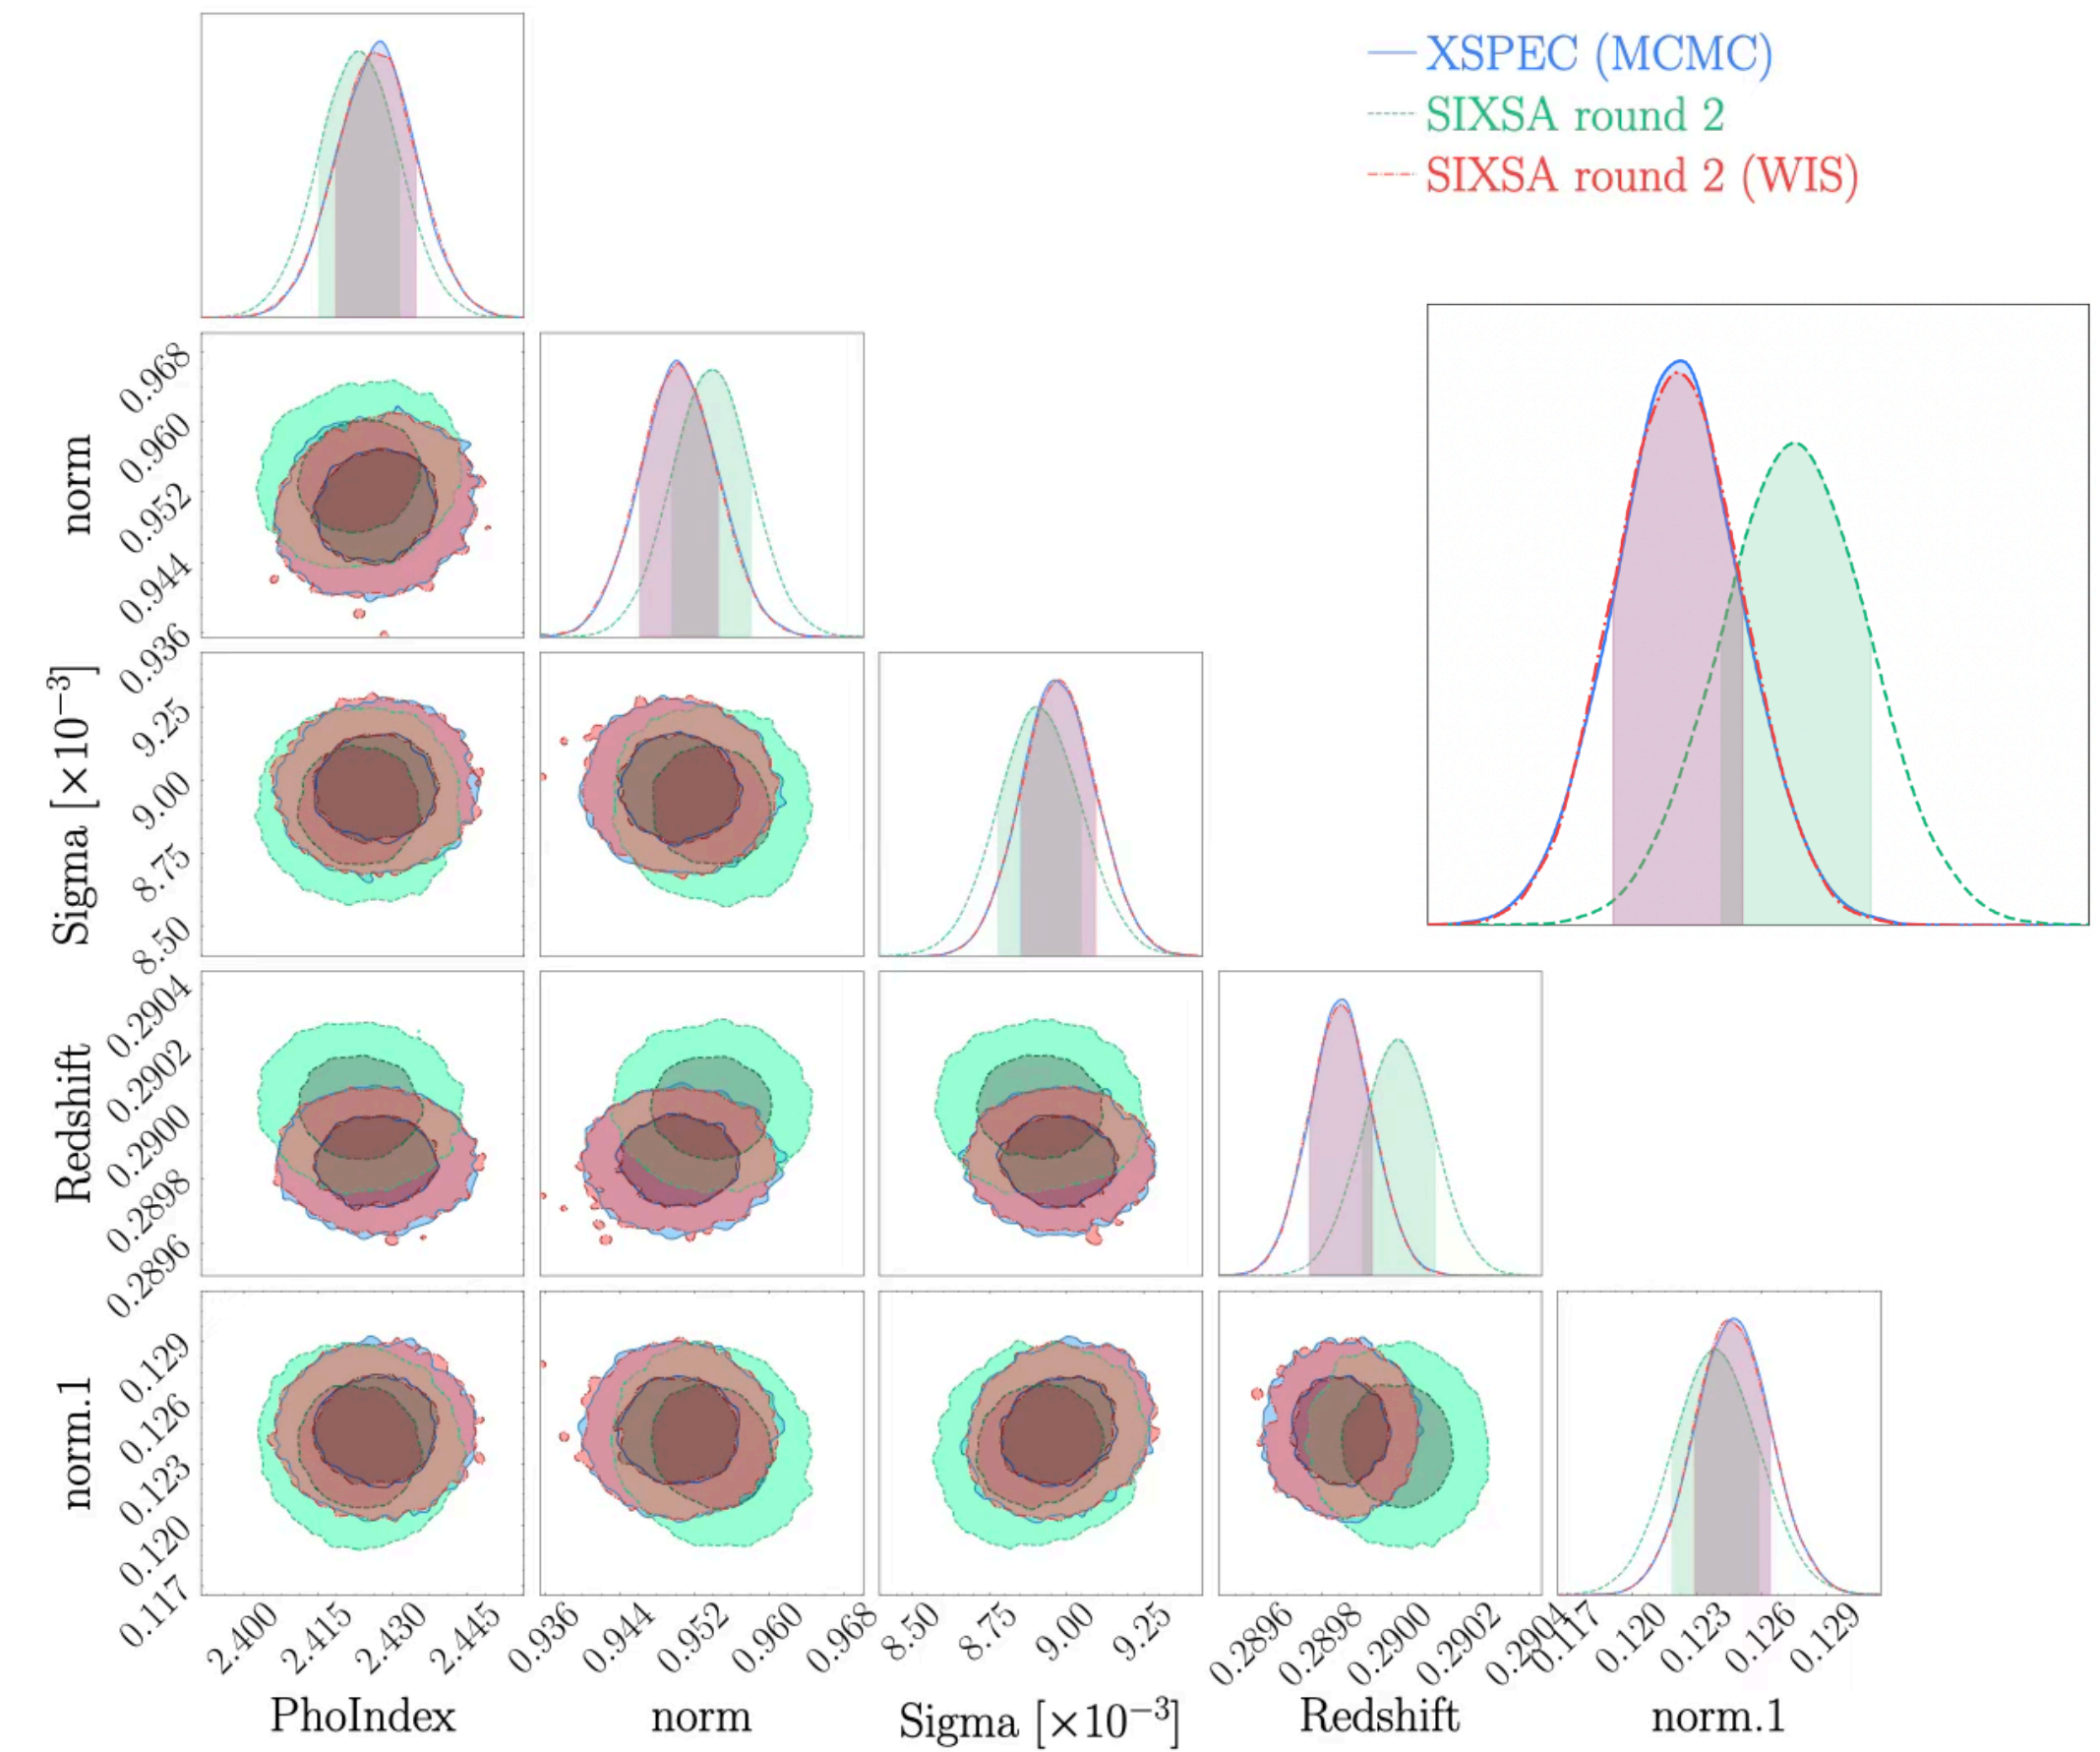 XSPEC (MCMC)
SIXSA round 2
SIXSA round 2 (WIS)
norm
0.968
0.960
0.952
0.944
0.936
Sigma [×10⁻³]
9.25
9.00
8.75
8.50
Redshift
0.2904
0.2902
0.2900
0.2898
0.2896
norm.1
0.129
0.126
0.123
0.120
0.117
2.400 2.415 2.430 2.445 0.936 0.944 0.952 0.960 0.968 8.50 8.75 9.00 9.25 0.2896 0.2898 0.2900 0.2902 0.2904 0.117 0.120 0.123 0.126 0.129
PhoIndex norm Sigma [×10⁻³] Redshift norm.1